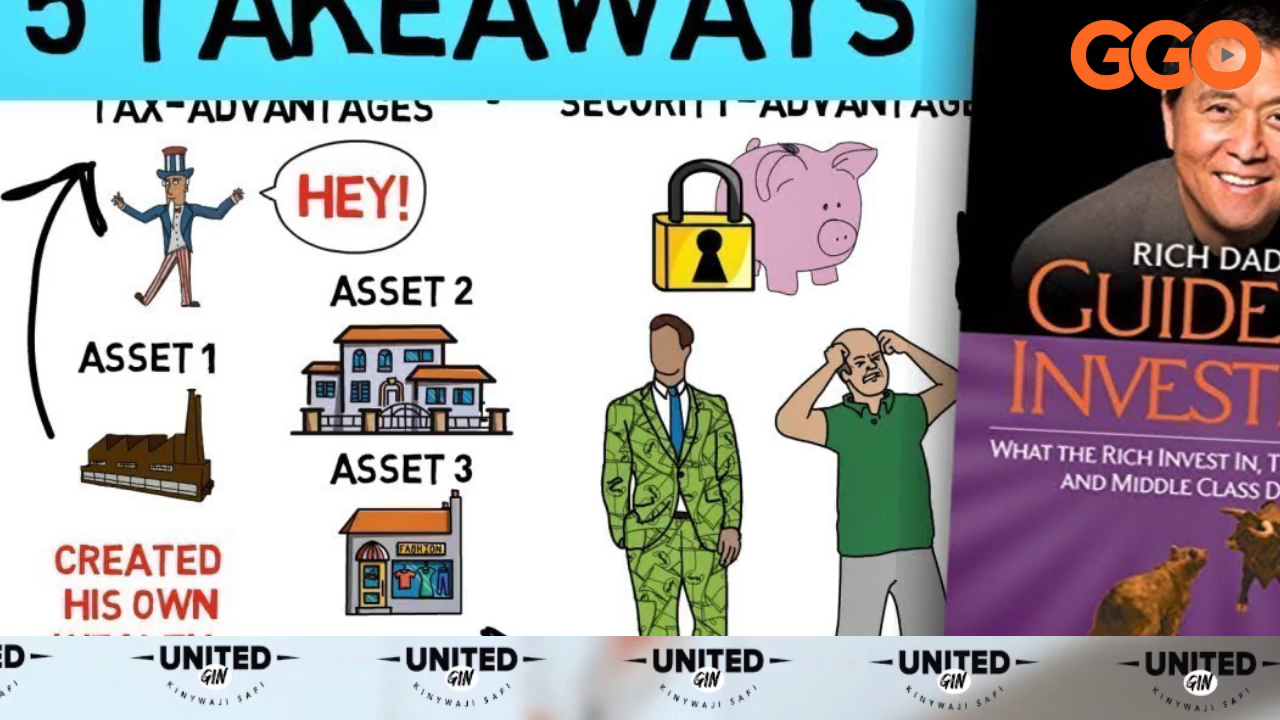 5 TAKEAWAYS
GGO
TAX-ADVANTAGES
SECURITY-ADVANTAGE
HEY!
ASSET 2
ASSET 1
ASSET 3
FASHION
CREATED
HIS OWN
RICH DAD
GUIDE
INVEST
WHAT THE RICH INVEST IN, T
AND MIDDLE CLASS D
UNITED
GIN
KINYWAJI SAFI
UNITED
GIN
KINYWAJI SAFI
UNITED
GIN
KINYWAJI SAFI
UNITED
GIN
KINYWAJI SAFI
UNITED
GIN
KINYWAJI SAFI